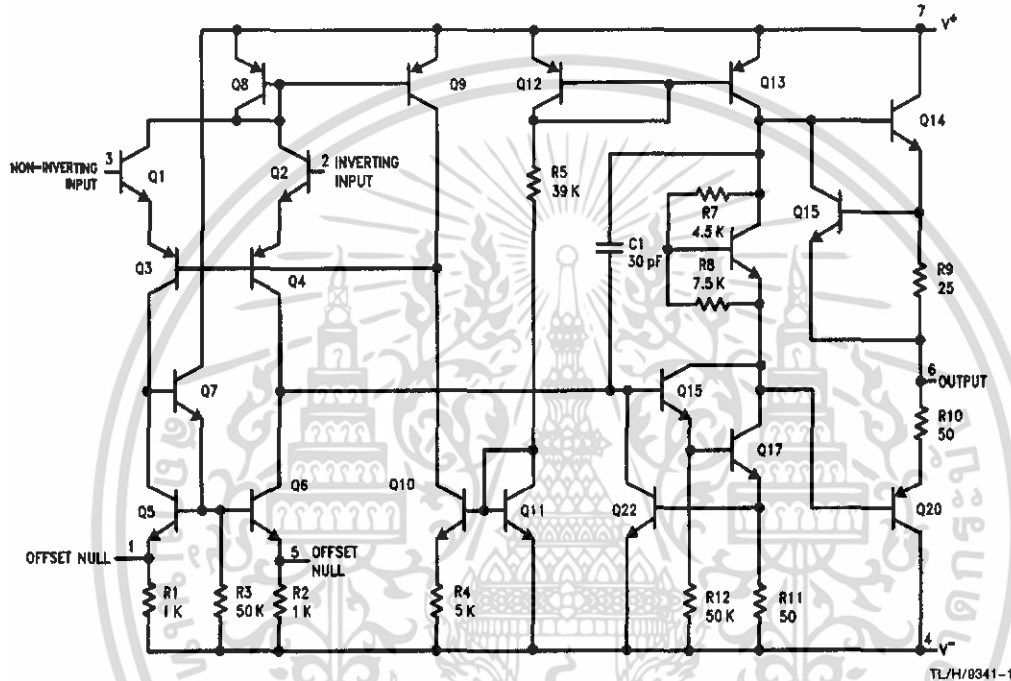 7 V+
Q8
Q9
Q12
Q13
Q14
3
NON-INVERTING
INPUT
Q1
Q2
2 INVERTING
INPUT
R5
39 K
R7
4.5 K
Q15
Q3
Q4
C1
30 pF
R8
7.5 K
R9
25
Q7
Q15
6
OUTPUT
R10
50
Q5
Q6
Q10
Q11
Q22
Q17
Q20
1
OFFSET NULL
5 OFFSET
NULL
R1
1 K
R3
50 K
R2
1 K
R4
5 K
R12
50 K
R11
50
4
V-
TL/H/9341-1